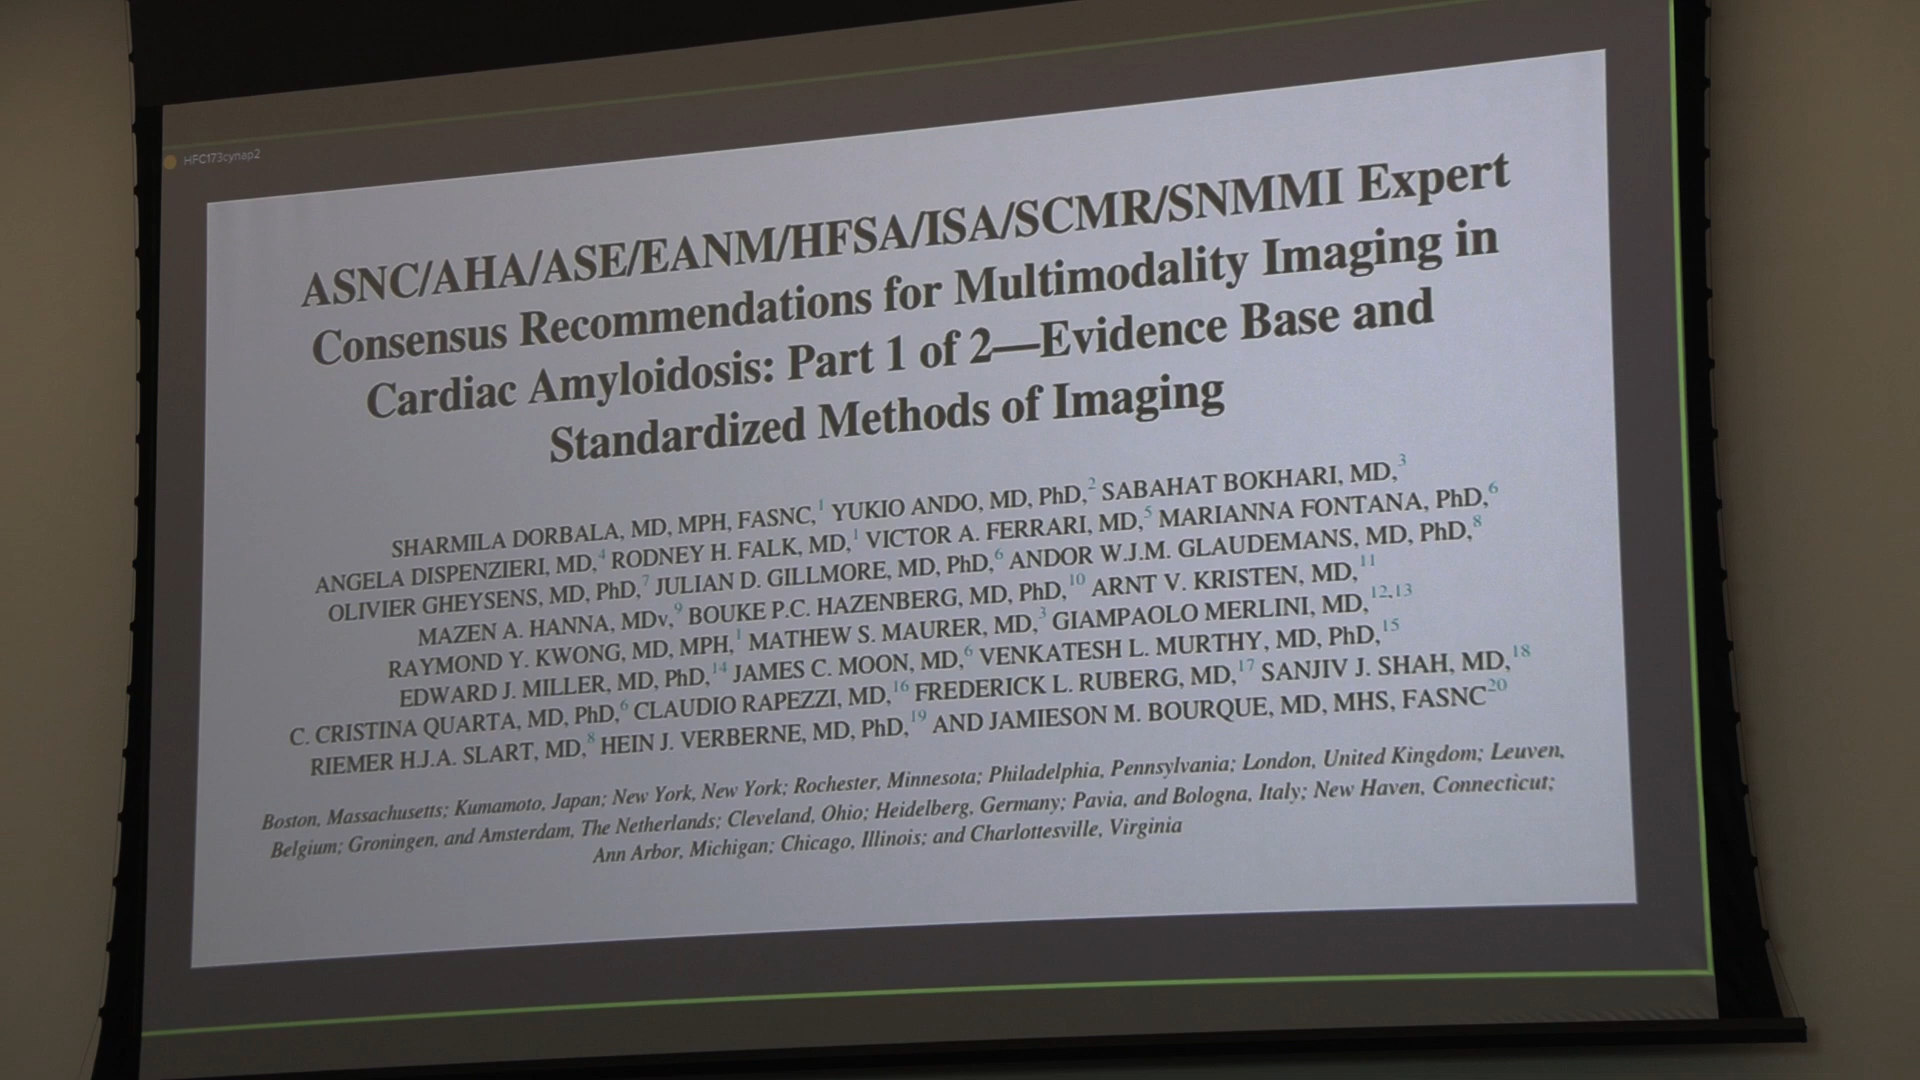 HFC173cynap2
ASNC/AHA/ASE/EANM/HFSA/ISA/SCMR/SNMMI Expert
Consensus Recommendations for Multimodality Imaging in
Cardiac Amyloidosis: Part 1 of 2—Evidence Base and
Standardized Methods of Imaging
SHARMILA DORBALA, MD, MPH, FASNC,1 YUKIO ANDO, MD, PhD,2 SABAHAT BOKHARI, MD,3
ANGELA DISPENZIERI, MD,4 RODNEY H. FALK, MD,1 VICTOR A. FERRARI, MD,5 MARIANNA FONTANA, PhD,6
OLIVIER GHEYSENS, MD, PhD,7 JULIAN D. GILLMORE, MD, PhD,6 ANDOR W.J.M. GLAUDEMANS, MD, PhD,8
MAZEN A. HANNA, MDv,9 BOUKE P.C. HAZENBERG, MD, PhD,10 ARNT V. KRISTEN, MD,11
RAYMOND Y. KWONG, MD, MPH,1 MATHEW S. MAURER, MD,3 GIAMPAOLO MERLINI, MD,12,13
EDWARD J. MILLER, MD, PhD,14 JAMES C. MOON, MD,6 VENKATESH L. MURTHY, MD, PhD,15
C. CRISTINA QUARTA, MD, PhD,6 CLAUDIO RAPEZZI, MD,16 FREDERICK L. RUBERG, MD,17 SANJIV J. SHAH, MD,18
RIEMER H.J.A. SLART, MD,8 HEIN J. VERBERNE, MD, PhD,19 AND JAMIESON M. BOURQUE, MD, MHS, FASNC20
Boston, Massachusetts; Kumamoto, Japan; New York, New York; Rochester, Minnesota; Philadelphia, Pennsylvania; London, United Kingdom; Leuven,
Belgium; Groningen, and Amsterdam, The Netherlands; Cleveland, Ohio; Heidelberg, Germany; Pavia, and Bologna, Italy; New Haven, Connecticut;
Ann Arbor, Michigan; Chicago, Illinois; and Charlottesville, Virginia